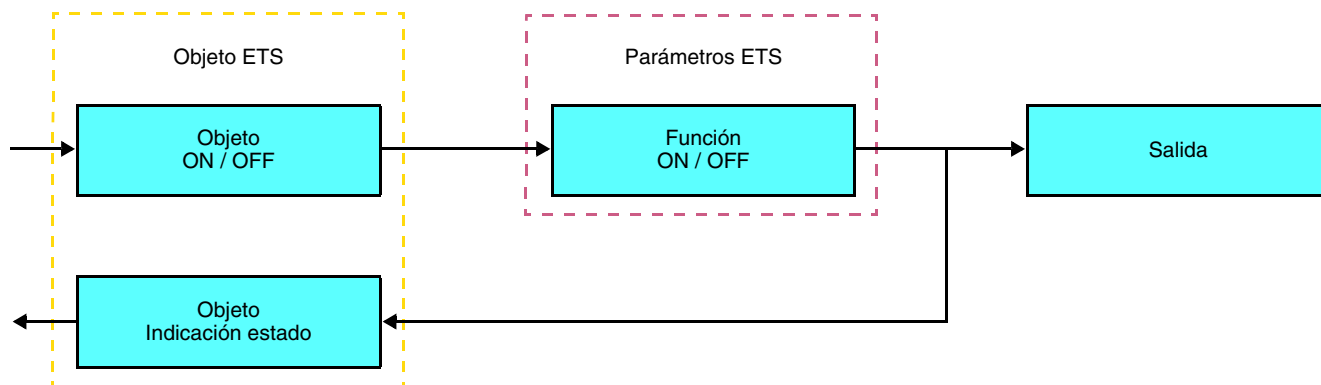 Objeto ETS
Parámetros ETS
Objeto
ON / OFF
Función
ON / OFF
Salida
Objeto
Indicación estado